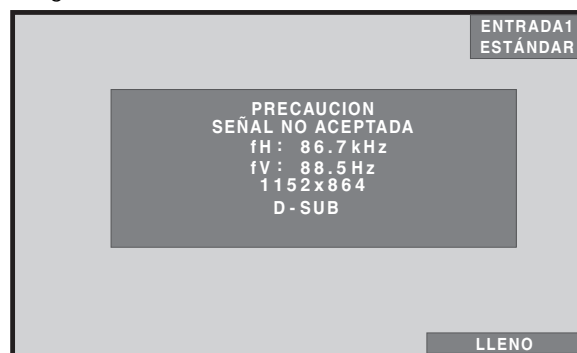 ENTRADA1
ESTÁNDAR
PRECAUCION
SEÑAL NO ACEPTADA
fH: 86.7kHz
fV: 88.5Hz
1152x864
D-SUB
LLENO